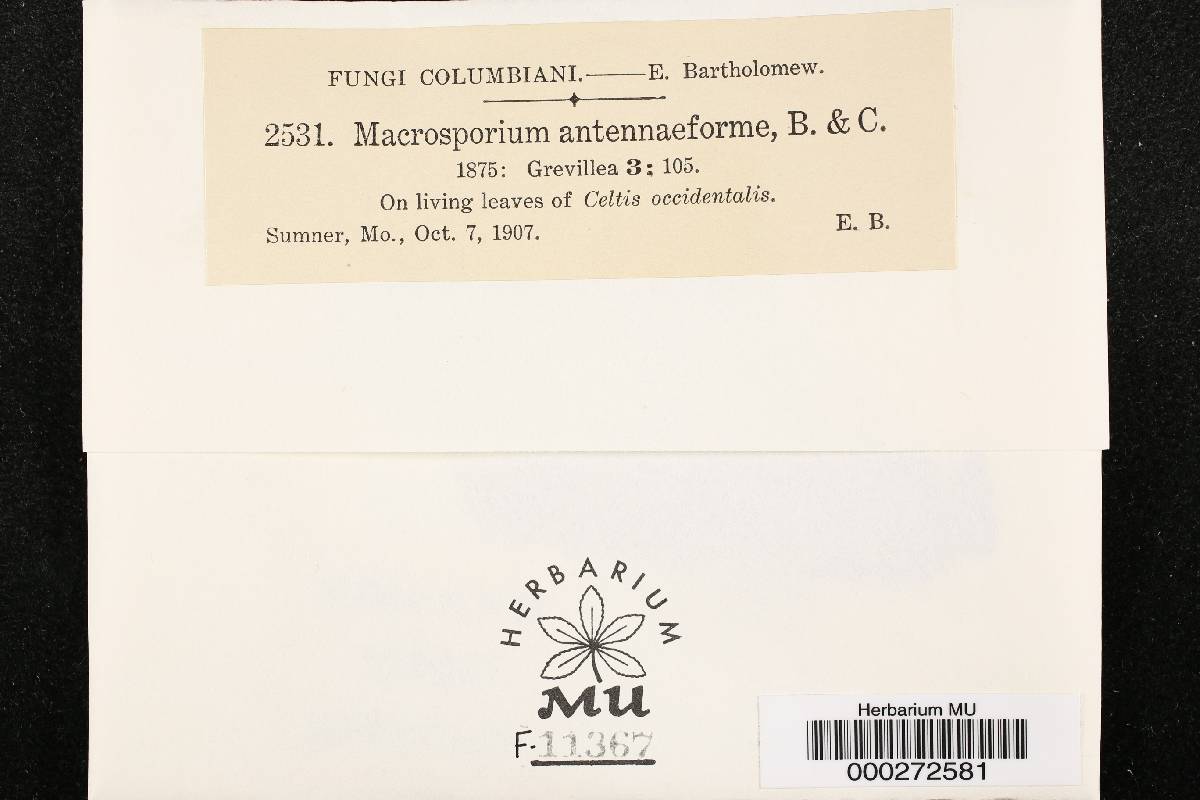 FUNGI COLUMBIANI.——E. Bartholomew.
2531. Macrosporium antennaeforme, B. & C.
1875: Grevillea 3: 105.
On living leaves of Celtis occidentalis.
Sumner, Mo., Oct. 7, 1907. E. B.
HERBARIUM
MU
F. 11367
Herbarium MU
000272581